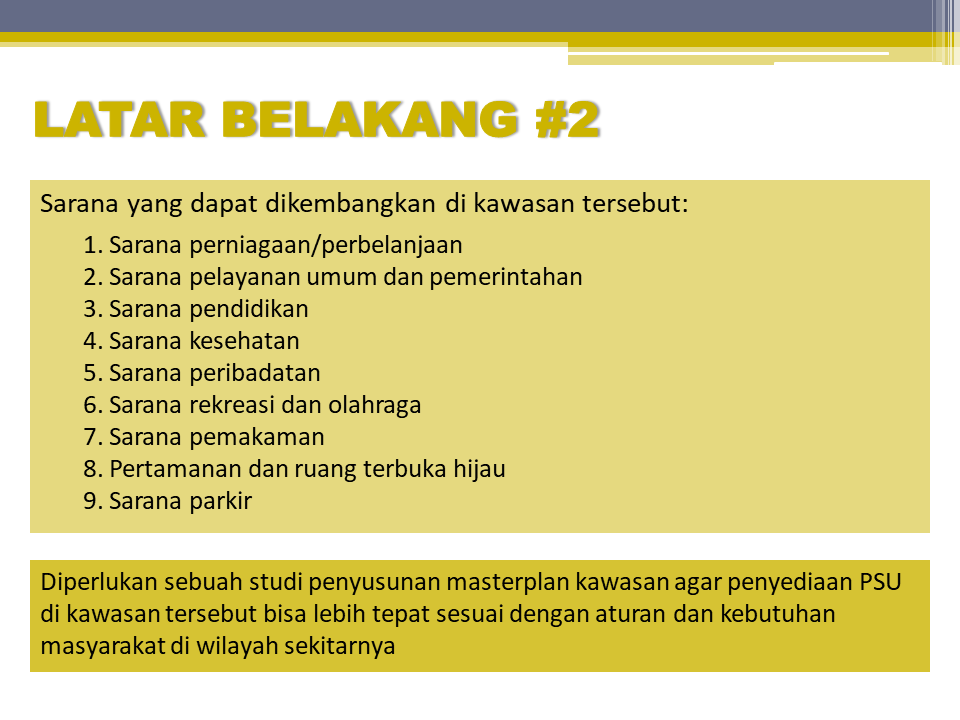 LATAR BELAKANG #2
Sarana yang dapat dikembangkan di kawasan tersebut:
1. Sarana perniagaan/perbelanjaan
2. Sarana pelayanan umum dan pemerintahan
3. Sarana pendidikan
4. Sarana kesehatan
5. Sarana peribadatan
6. Sarana rekreasi dan olahraga
7. Sarana pemakaman
8. Pertamanan dan ruang terbuka hijau
9. Sarana parkir
Diperlukan sebuah studi penyusunan masterplan kawasan agar penyediaan PSU
di kawasan tersebut bisa lebih tepat sesuai dengan aturan dan kebutuhan
masyarakat di wilayah sekitarnya